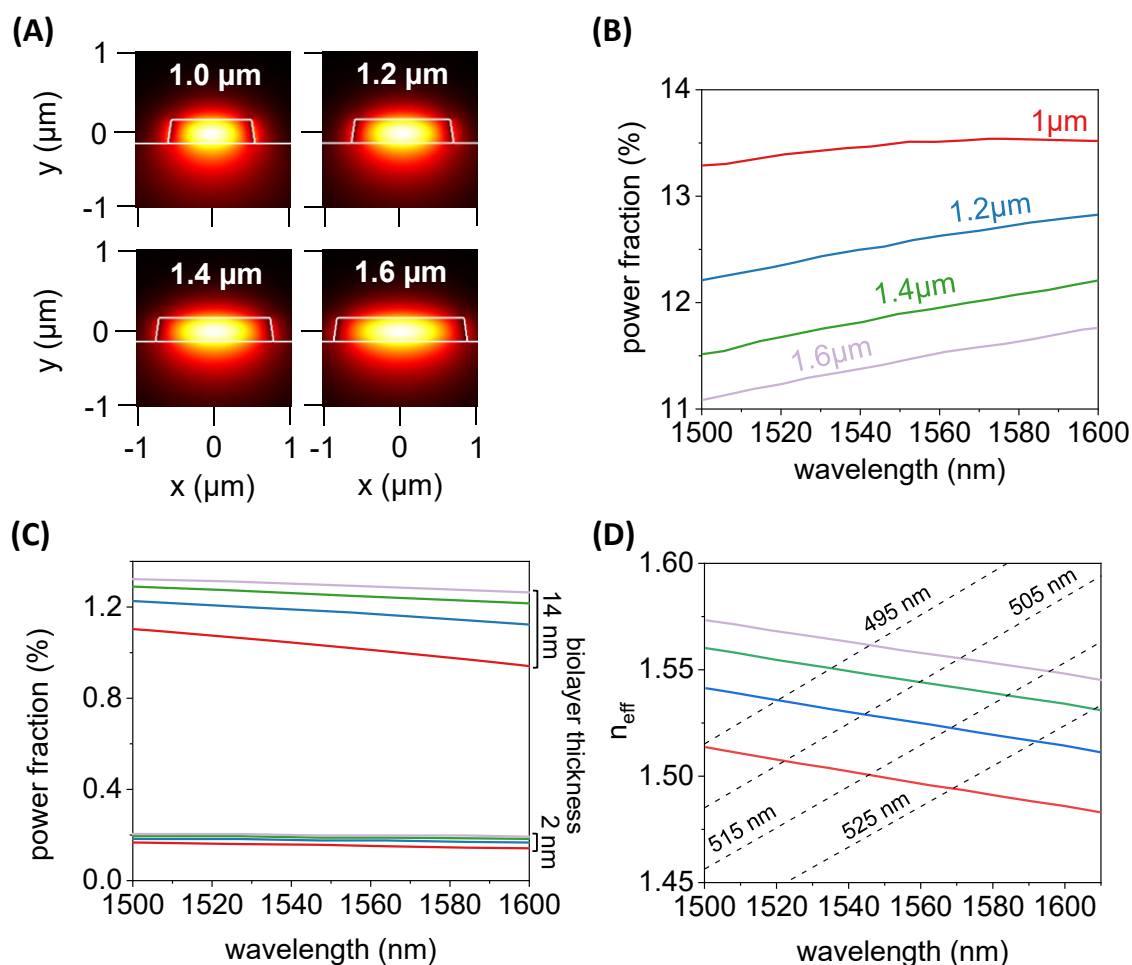 (A)
1.0 µm
1.2 µm
1
0
-1
y (µm)
1.4 µm
1.6 µm
1
0
-1
y (µm)
-1 0 1
-1 0 1
x (µm)
x (µm)
(B)
14
13
12
11
power fraction (%)
1µm
1.2µm
1.4µm
1.6µm
1500 1520 1540 1560 1580 1600
wavelength (nm)
(C)
1.2
0.8
0.4
0.0
power fraction (%)
14 nm
2 nm
biolayer thickness
1500 1520 1540 1560 1580 1600
wavelength (nm)
(D)
1.60
1.55
1.50
1.45
neff
495 nm
505 nm
515 nm
525 nm
1500 1520 1540 1560 1580 1600
wavelength (nm)